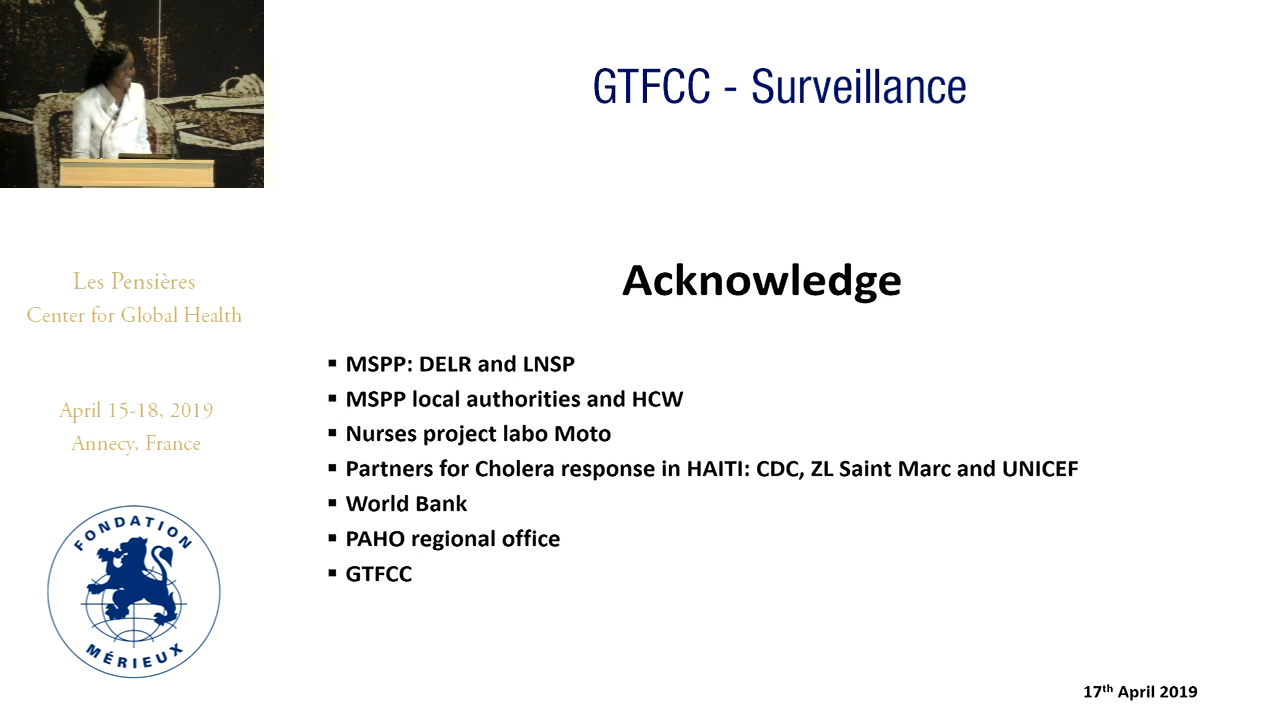 GTFCC - Surveillance
Les Pensières
Center for Global Health
April 15-18, 2019
Annecy, France
FONDATION
MÉRIEUX
Acknowledge
▪ MSPP: DELR and LNSP
▪ MSPP local authorities and HCW
▪ Nurses project labo Moto
▪ Partners for Cholera response in HAITI: CDC, ZL Saint Marc and UNICEF
▪ World Bank
▪ PAHO regional office
▪ GTFCC
17th April 2019